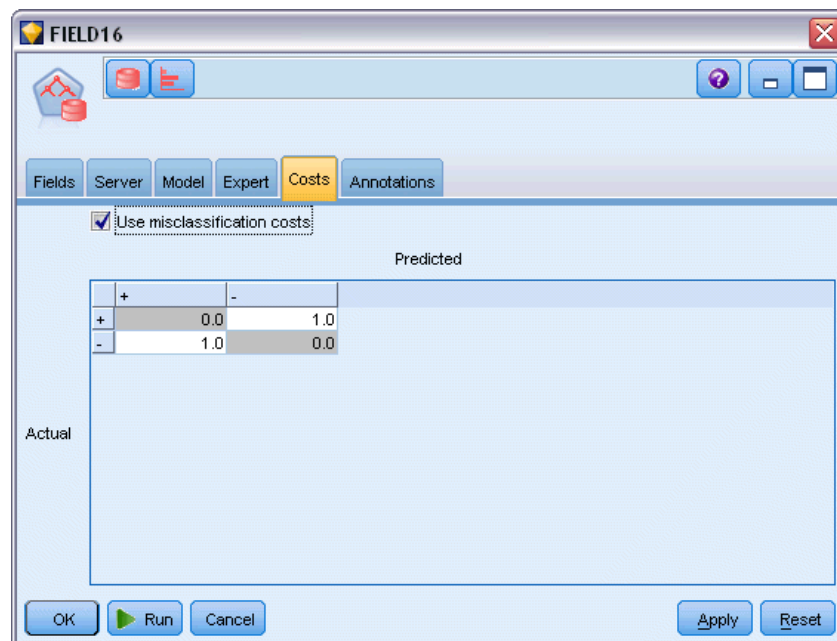 FIELD16
?
Fields Server Model Expert Costs Annotations
Use misclassification costs
Predicted
+ -
+ 0.0 1.0
- 1.0 0.0
Actual
OK Run Cancel Apply Reset